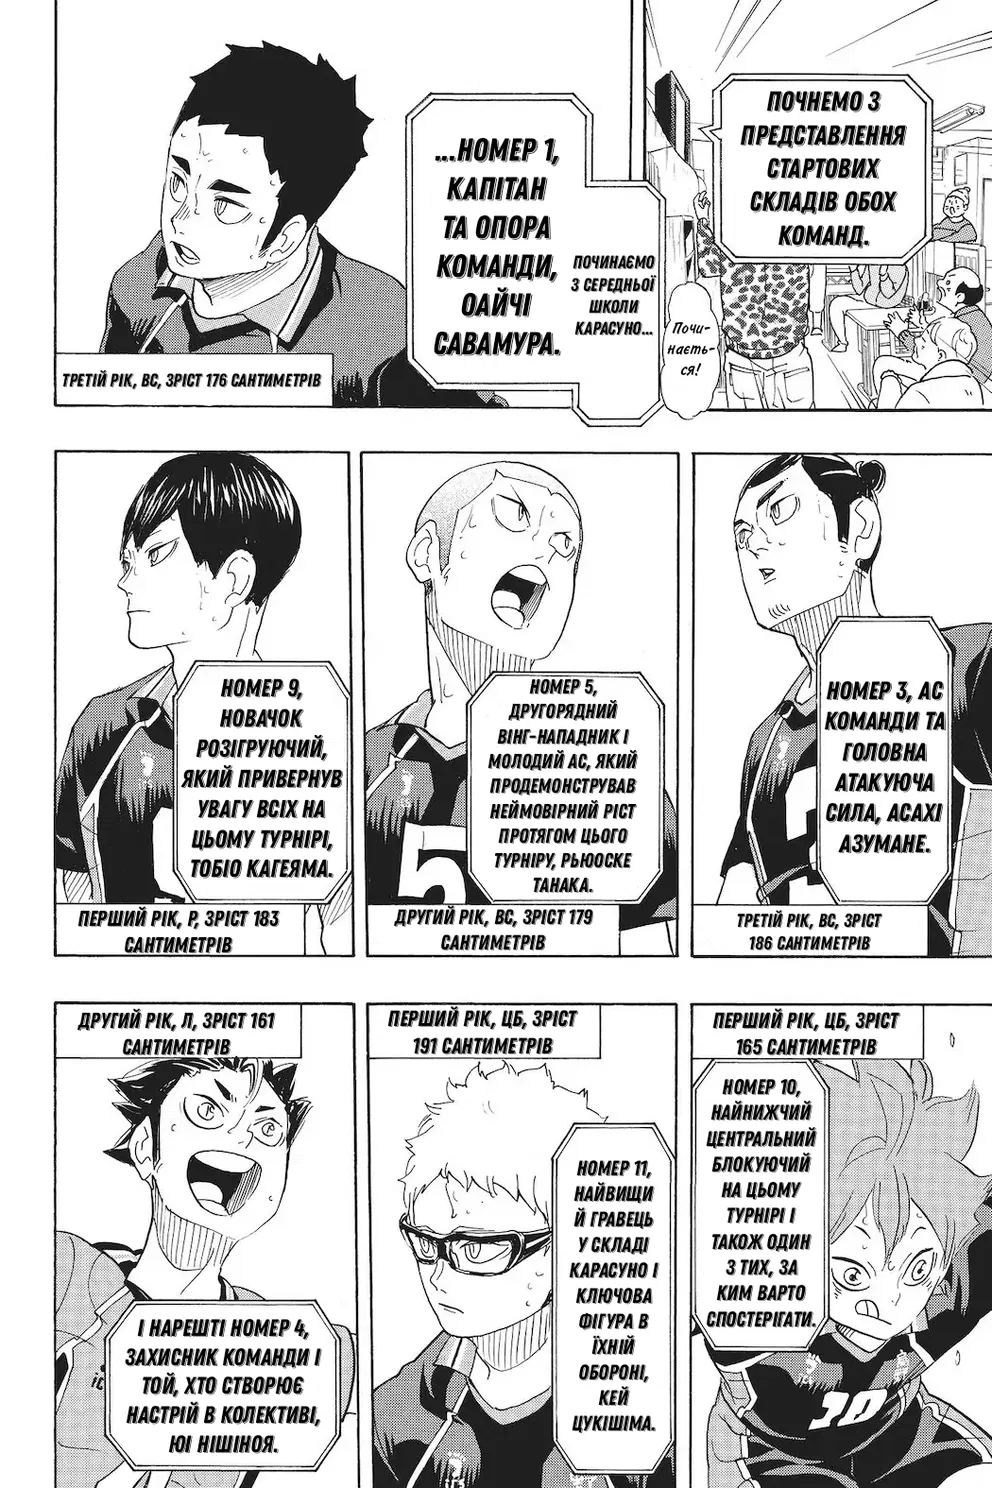 ПОЧНЕМО З
ПРЕДСТАВЛЕННЯ
СТАРТОВИХ
СКЛАДІВ ОБОХ
КОМАНД.
Почи-
наєть-
ся!
ПОЧИНАЄМО
З СЕРЕДНЬОЇ
ШКОЛИ
КАРАСУНО...
...НОМЕР 1,
КАПІТАН
ТА ОПОРА
КОМАНДИ,
ОАЙЧІ
САВАМУРА.
ТРЕТІЙ РІК, ВС, ЗРІСТ 176 САНТИМЕТРІВ
НОМЕР 3, АС
КОМАНДИ ТА
ГОЛОВНА
АТАКУЮЧА
СИЛА, АСАХІ
АЗУМАНЕ.
ТРЕТІЙ РІК, ВС, ЗРІСТ
186 САНТИМЕТРІВ
НОМЕР 5,
ДРУГОРЯДНИЙ
ВІНГ-НАПАДНИК І
МОЛОДИЙ АС, ЯКИЙ
ПРОДЕМОНСТРУВАВ
НЕЙМОВІРНИЙ РІСТ
ПРОТЯГОМ ЦЬОГО
ТУРНІРУ, РЬЮОСКЕ
ТАНАКА.
5
ДРУГИЙ РІК, ВС, ЗРІСТ 179
САНТИМЕТРІВ
НОМЕР 9,
НОВАЧОК
РОЗІГРУЮЧИЙ,
ЯКИЙ ПРИВЕРНУВ
УВАГУ ВСІХ НА
ЦЬОМУ ТУРНІРІ,
ТОБІО КАГЕЯМА.
ПЕРШИЙ РІК, Р, ЗРІСТ 183
САНТИМЕТРІВ
ПЕРШИЙ РІК, ЦБ, ЗРІСТ
165 САНТИМЕТРІВ
НОМЕР 10,
НАЙНИЖЧИЙ
ЦЕНТРАЛЬНИЙ
БЛОКУЮЧИЙ
НА ЦЬОМУ
ТУРНІРІ І
ТАКОЖ ОДИН
З ТИХ, ЗА
КИМ ВАРТО
СПОСТЕРІГАТИ.
10
ПЕРШИЙ РІК, ЦБ, ЗРІСТ
191 САНТИМЕТРІВ
НОМЕР 11,
НАЙВИЩИ
Й ГРАВЕЦЬ
У СКЛАДІ
КАРАСУНО І
КЛЮЧОВА
ФІГУРА В
ЇХНІЙ
ОБОРОНІ,
КЕЙ
ЦУКІШІМА.
ДРУГИЙ РІК, Л, ЗРІСТ 161
САНТИМЕТРІВ
І НАРЕШТІ НОМЕР 4,
ЗАХИСНИК КОМАНДИ І
ТОЙ, ХТО СТВОРЮЄ
НАСТРІЙ В КОЛЕКТИВІ,
ЮІ НІШІНОЯ.